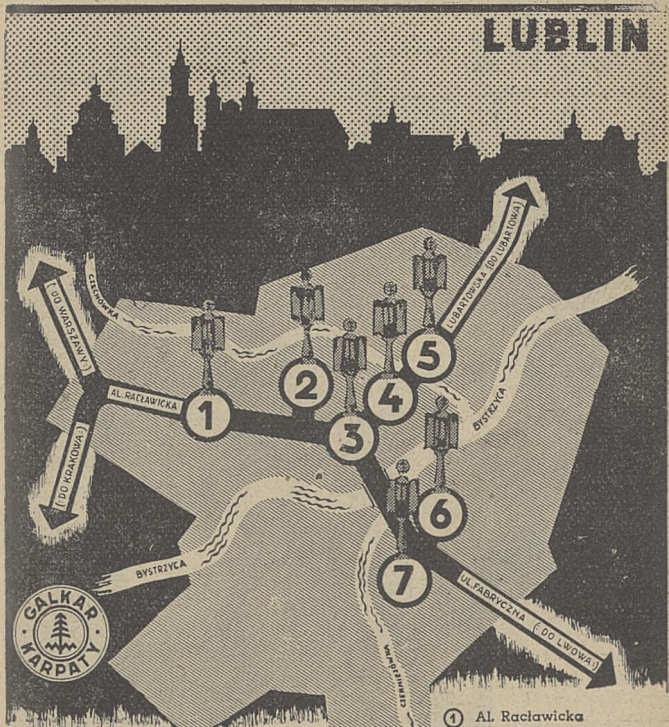 LUBLIN
LUBARTOWSKA (DO LUBARTOWA)
(:DO WARSZAWY:)
CZECHÓWKA
AL. RACŁAWICKA
1
2
3
4
5
6
7
(:DO KRAKOWA:)
BYSTRZYCA
BYSTRZYCA
UL. FABRYCZNA (:DO LWOWA:)
CZERNIEJÓWKA
GALKAR
KARPATY
① Al. Racławicka